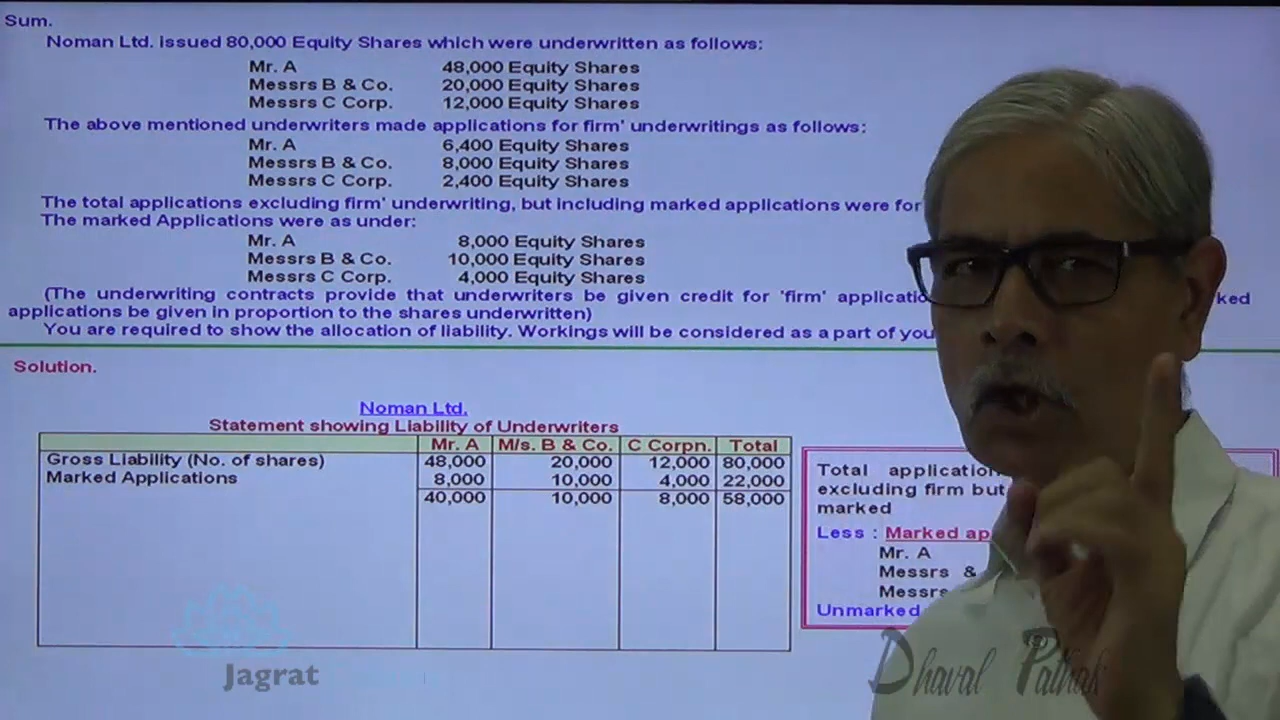 Sum.
Noman Ltd. issued 80,000 Equity Shares which were underwritten as follows:
Mr. A 48,000 Equity Shares
Messrs B & Co. 20,000 Equity Shares
Messrs C Corp. 12,000 Equity Shares
The above mentioned underwriters made applications for firm' underwritings as follows:
Mr. A 6,400 Equity Shares
Messrs B & Co. 8,000 Equity Shares
Messrs C Corp. 2,400 Equity Shares
The total applications excluding firm' underwriting, but including marked applications were for
The marked Applications were as under:
Mr. A 8,000 Equity Shares
Messrs B & Co. 10,000 Equity Shares
Messrs C Corp. 4,000 Equity Shares
(The underwriting contracts provide that underwriters be given credit for 'firm'
applications be given in proportion to the shares underwritten)
You are required to show the allocation of liability. Workings will be considered as a part of
Solution.
Noman Ltd.
Statement showing Liability of Underwriters
Mr. A M/s. B & Co. C Corpn. Total
Gross Liability (No. of shares) 48,000 20,000 12,000 80,000
Marked Applications 8,000 10,000 4,000 22,000
40,000 10,000 8,000 58,000
Total
excluding firm but
marked
Less : Marked
Mr. A
Messrs &
Messrs
Unmarked
Jagrat
Dhaval Pathak